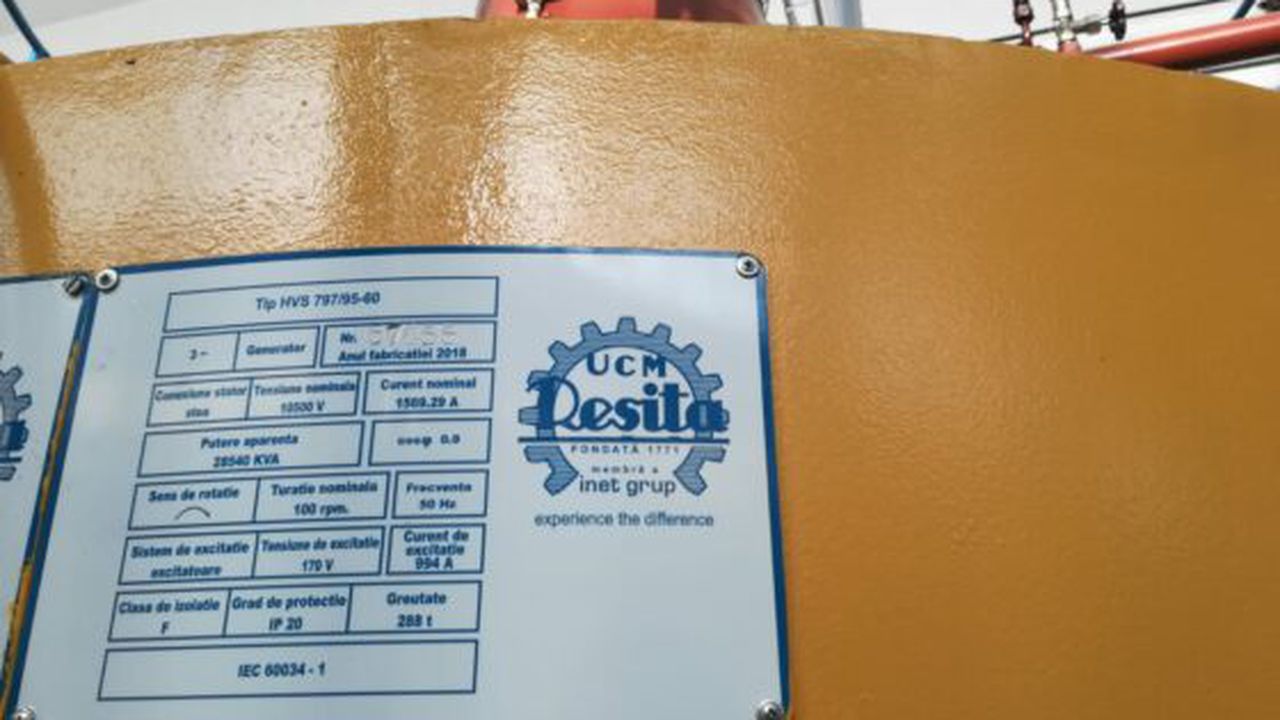 Tip HVS 797/95-60
3 ~
Generator
Nr.
Anul fabricatiei 2018
Conexiune stator
stea
Tensiune nominala
10500 V
Curent nominal
1569.29 A
Putere aparenta
28540 KVA
cosφ 0.9
Sens de rotatie
Turatie nominala
100 rpm.
Frecventa
50 Hz
Sistem de excitatie
excitatoare
Tensiune de excitatie
170 V
Curent de
excitatie
994 A
Clasa de izolatie
F
Grad de protectie
IP 20
Greutate
288 t
IEC 60034 - 1
UCM
Resita
FONDATĂ 1771
membră a
inet grup
experience the difference